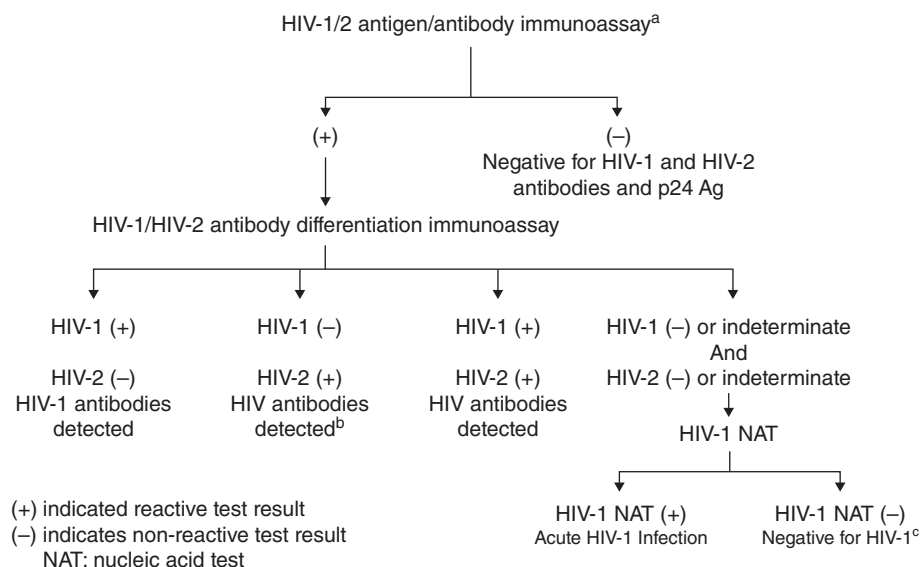 HIV-1/2 antigen/antibody immunoassayᵃ
(+)
(–)
Negative for HIV-1 and HIV-2
antibodies and p24 Ag
HIV-1/HIV-2 antibody differentiation immunoassay
HIV-1 (+)
HIV-2 (–)
HIV-1 antibodies
detected
HIV-1 (–)
HIV-2 (+)
HIV antibodies
detectedᵇ
HIV-1 (+)
HIV-2 (+)
HIV antibodies
detected
HIV-1 (–) or indeterminate
And
HIV-2 (–) or indeterminate
HIV-1 NAT
HIV-1 NAT (+)
Acute HIV-1 Infection
HIV-1 NAT (–)
Negative for HIV-1ᶜ
(+) indicated reactive test result
(–) indicates non-reactive test result
NAT: nucleic acid test